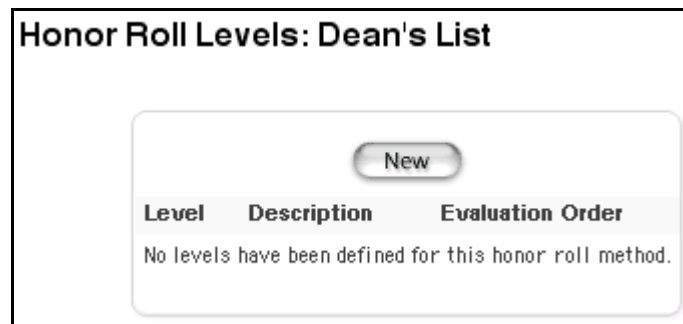 Honor Roll Levels: Dean's List
New
Level Description Evaluation Order
No levels have been defined for this honor roll method.